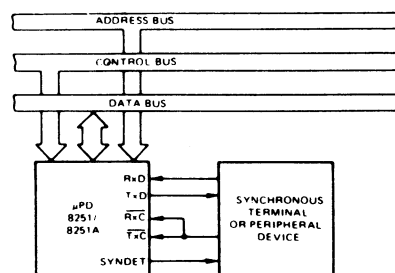 ADDRESS BUS
CONTROL BUS
DATA BUS
μPD
8251/
8251A
RxD
TxD
RxC
TxC
SYNDET
SYNCHRONOUS
TERMINAL
OR PERIPHERAL
DEVICE